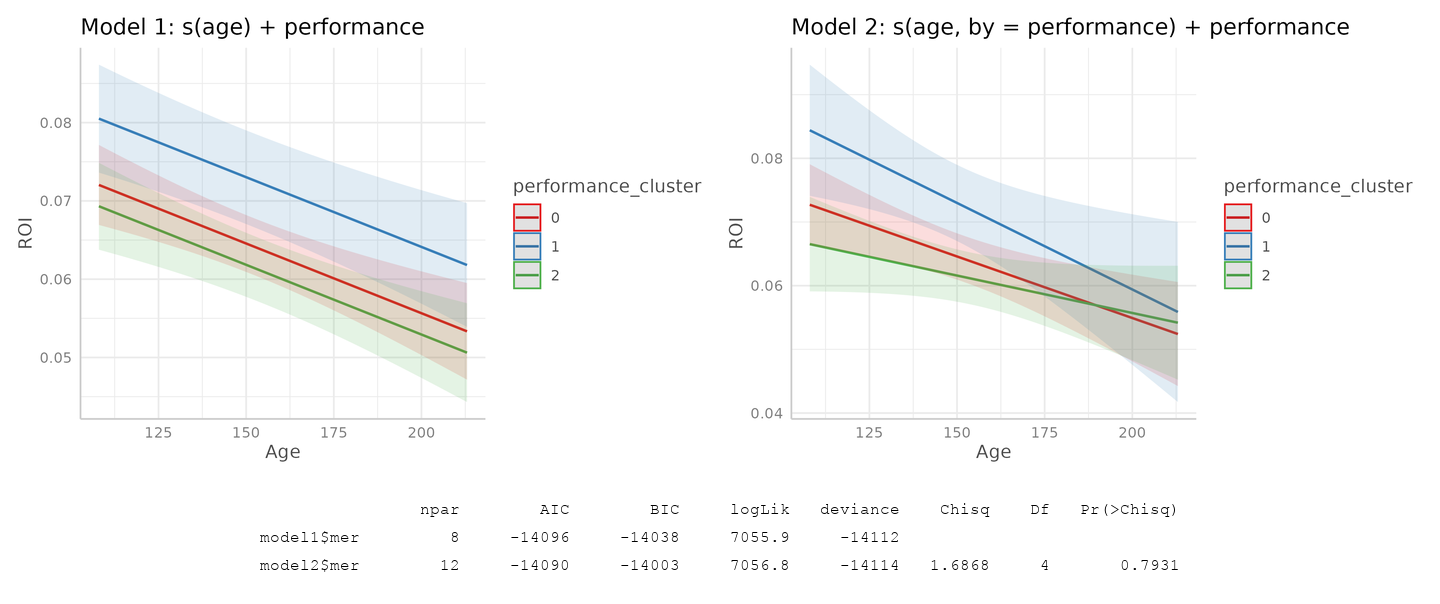 Model 1: s(age) + performance
0.08
0.07
0.06
0.05
ROI
125 150 175 200
Age
performance_cluster
0
1
2
Model 2: s(age, by = performance) + performance
0.08
0.06
0.04
ROI
125 150 175 200
Age
performance_cluster
0
1
2
npar AIC BIC logLik deviance Chisq Df Pr(>Chisq)
model1$mer 8 -14096 -14038 7055.9 -14112
model2$mer 12 -14090 -14003 7056.8 -14114 1.6868 4 0.7931